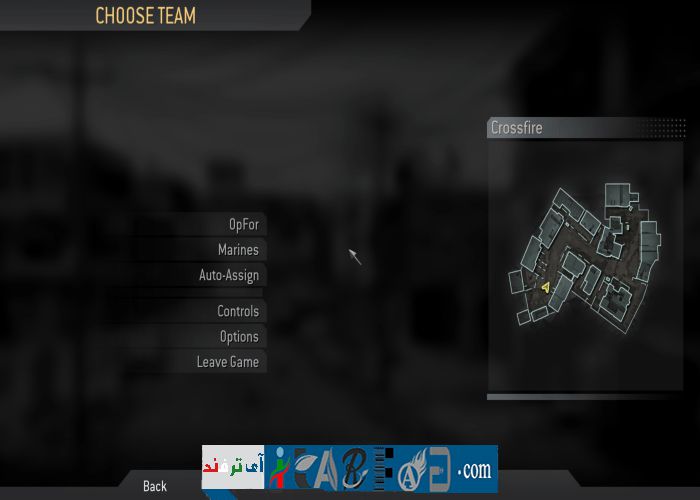 CHOOSE TEAM
Crossfire
OpFor
Marines
Auto-Assign
Controls
Options
Leave Game
آی ترفند
.com
Back